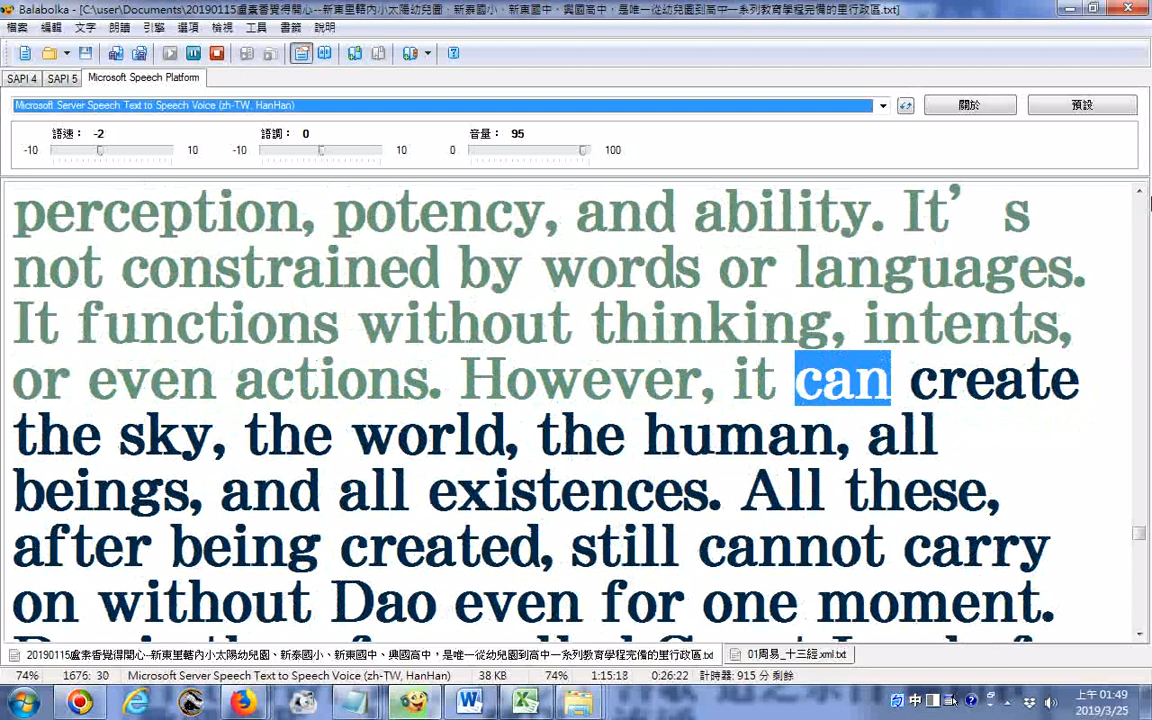 Balabolka - [C:\user\Documents\20190115盧素香覺得開心--新東里轄內小太陽幼兒園、新泰國小、新東國中、興國高中，是唯一從幼兒園到高中一系列教育學程完備的里行政區.txt]
檔案 編輯 文字 朗讀 引擎 選項 檢視 工具 書籤 說明
SAPI 4 SAPI 5 Microsoft Speech Platform
Microsoft Server Speech Text to Speech Voice (zh-TW, HanHan)
關於 預設
語速： -2 語調： 0 音量： 95
-10 10 -10 10 0 100
perception, potency, and ability. It’s
not constrained by words or languages.
It functions without thinking, intents,
or even actions. However, it can create
the sky, the world, the human, all
beings, and all existences. All these,
after being created, still cannot carry
on without Dao even for one moment.
20190115盧素香覺得開心--新東里轄內小太陽幼兒園、新泰國小、新東國中、興國高中，是唯一從幼兒園到高中一系列教育學程完備的里行政區.txt 01周易_十三經.xml.txt
74% 1676: 30 Microsoft Server Speech Text to Speech Voice (zh-TW, HanHan) 38 KB 74% 1:15:18 0:26:22 計時器: 915 分 剩餘
中 上午 01:49
2019/3/25